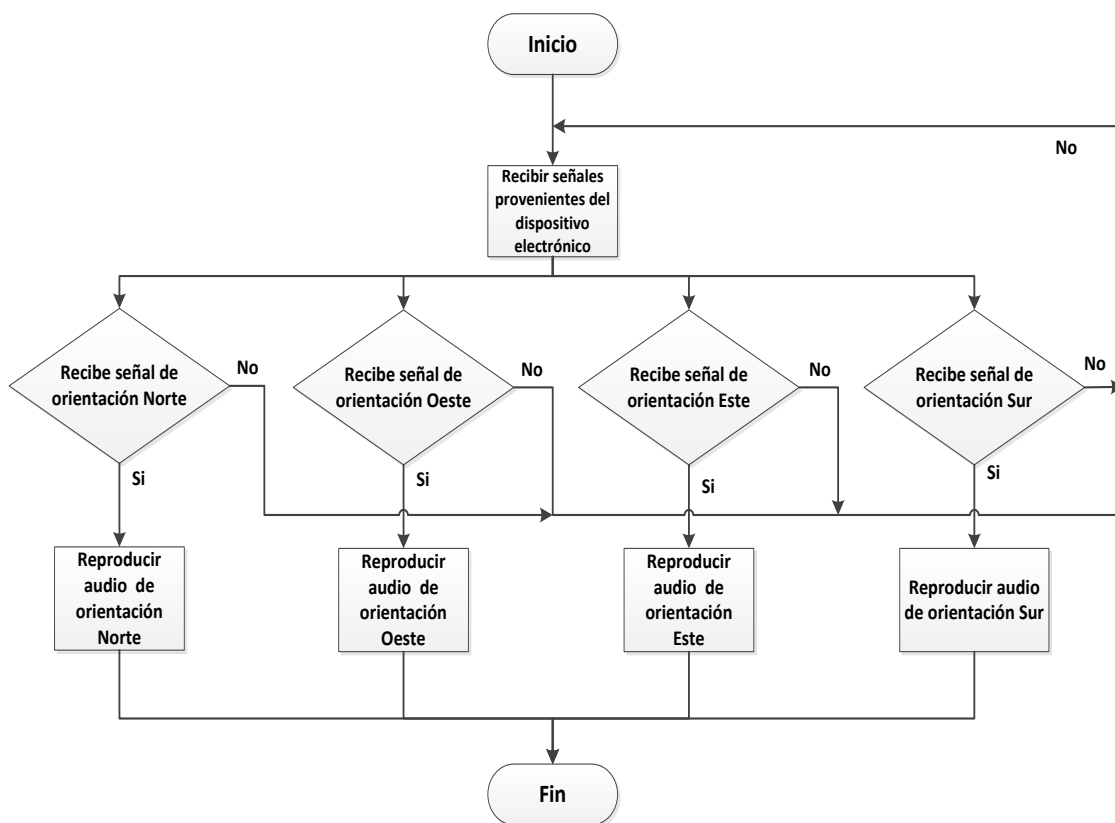 Inicio
No
Recibir señales
provenientes del
dispositivo
electrónico
Recibe señal de
orientación Norte
No
Recibe señal de
orientación Oeste
No
Recibe señal de
orientación Este
No
Recibe señal de
orientación Sur
No
Si
Si
Si
Si
Reproducir
audio de
orientación
Norte
Reproducir
audio de
orientación
Oeste
Reproducir
audio de
orientación
Este
Reproducir audio
de orientación Sur
Fin